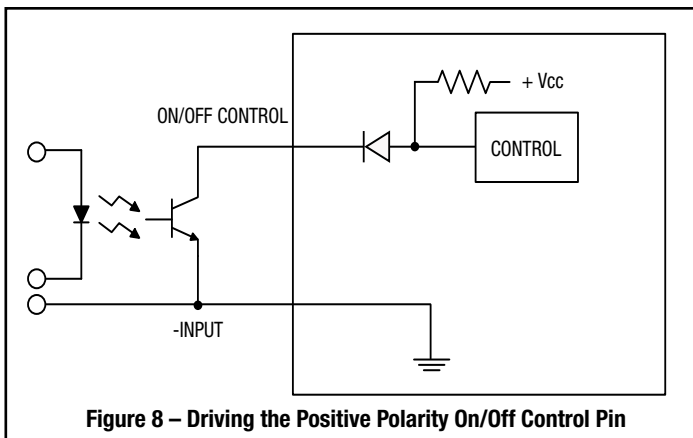 + Vcc
ON/OFF CONTROL
CONTROL
-INPUT
Figure 8 – Driving the Positive Polarity On/Off Control Pin